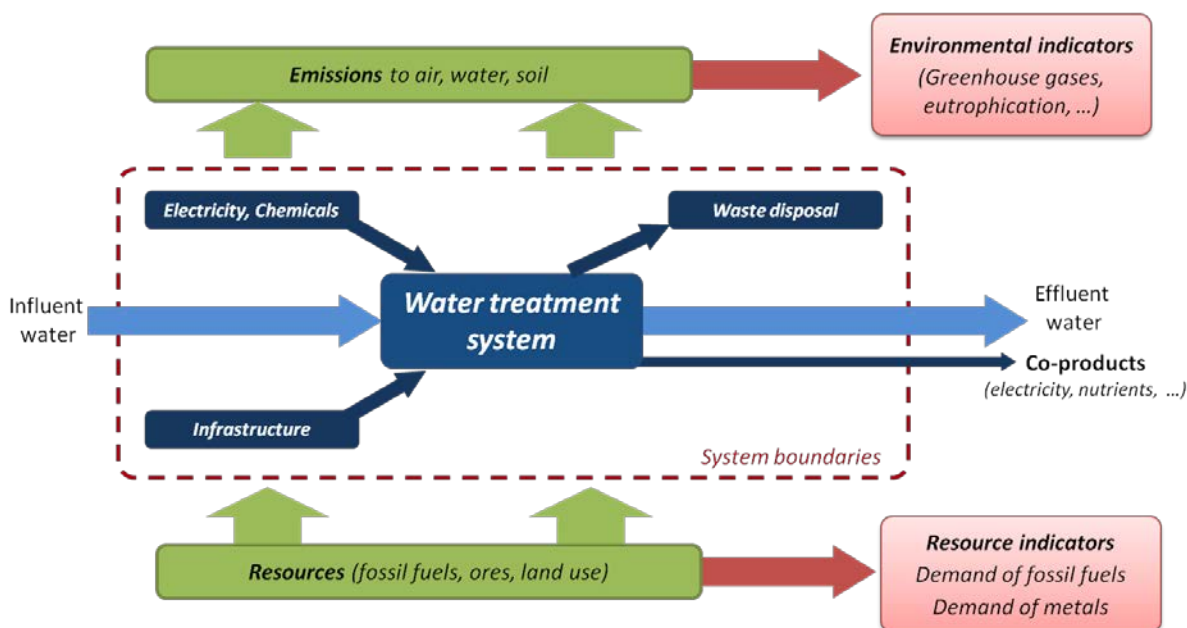 Emissions to air, water, soil
Environmental indicators
(Greenhouse gases,
eutrophication, ...)
Electricity, Chemicals
Waste disposal
Influent
water
Water treatment
system
Effluent
water
Co-products
(electricity, nutrients, ...)
Infrastructure
System boundaries
Resources (fossil fuels, ores, land use)
Resource indicators
Demand of fossil fuels
Demand of metals